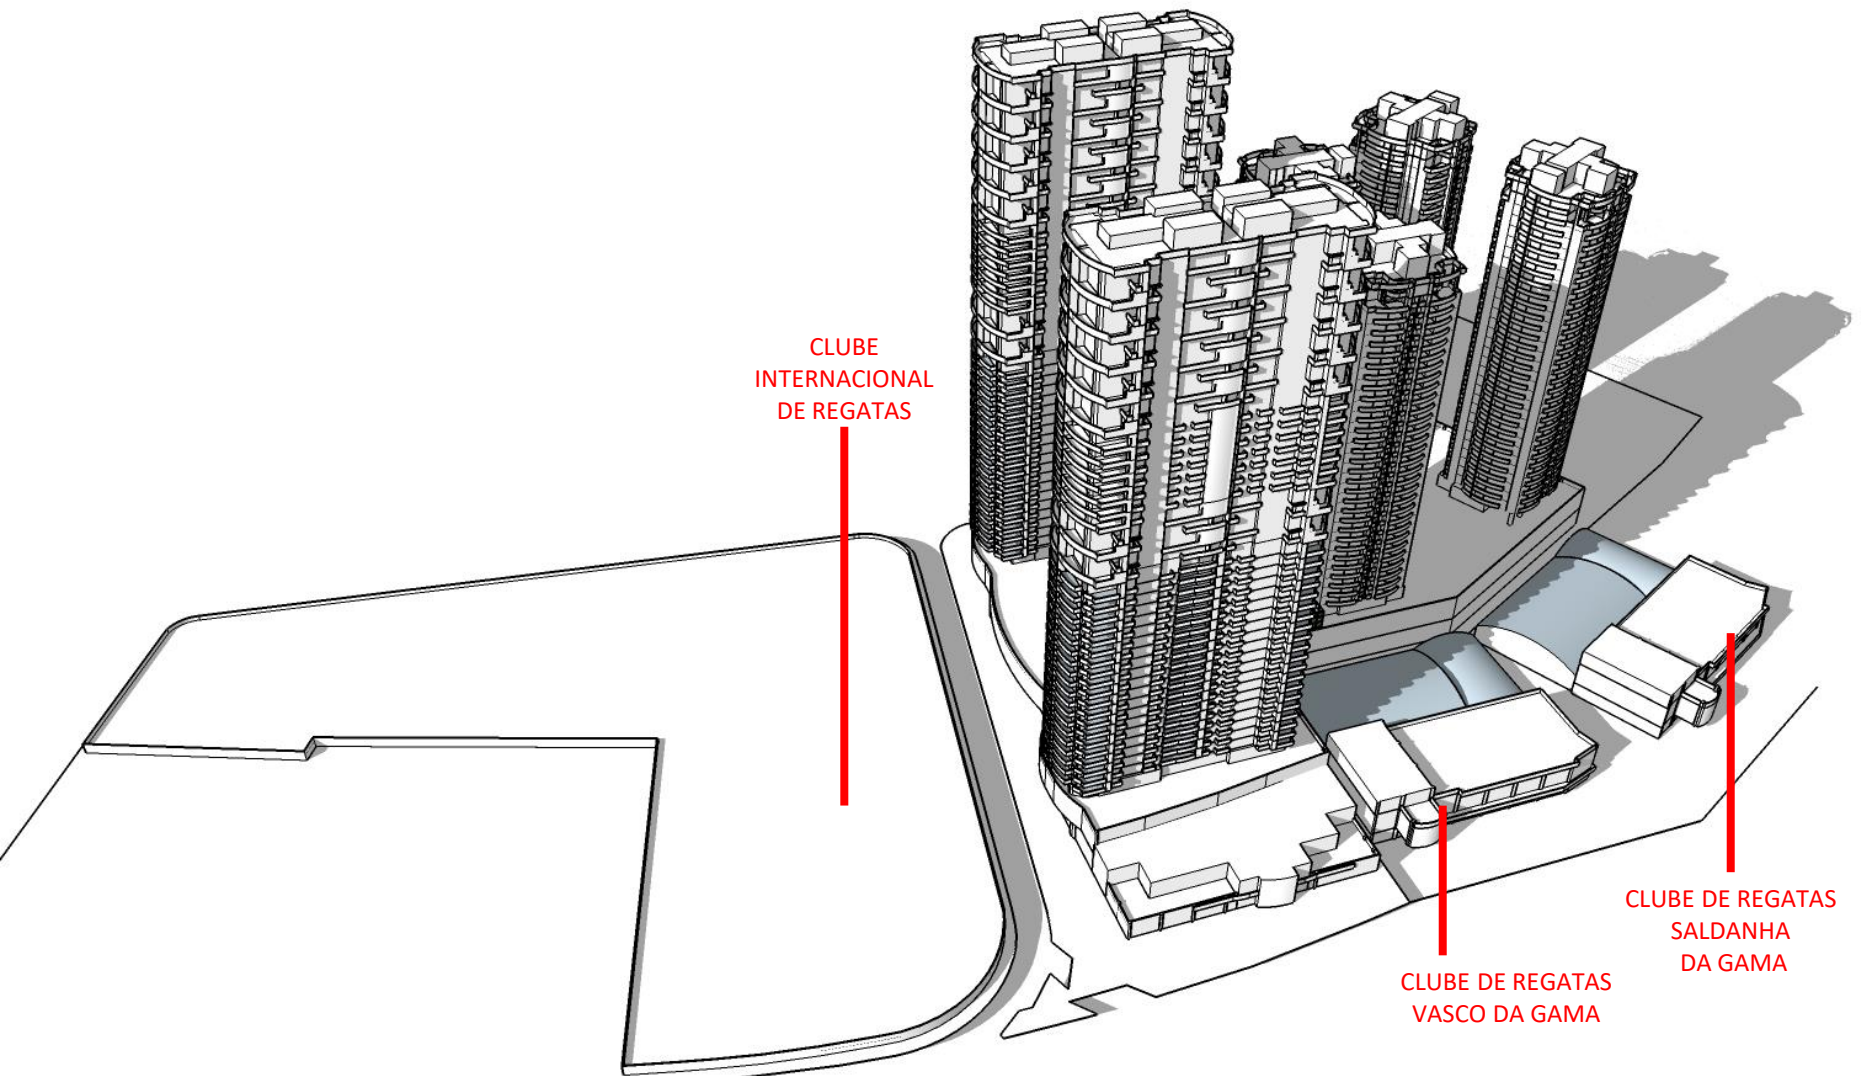 CLUBE
INTERNACIONAL
DE REGATAS
CLUBE DE REGATAS
SALDANHA
DA GAMA
CLUBE DE REGATAS
VASCO DA GAMA